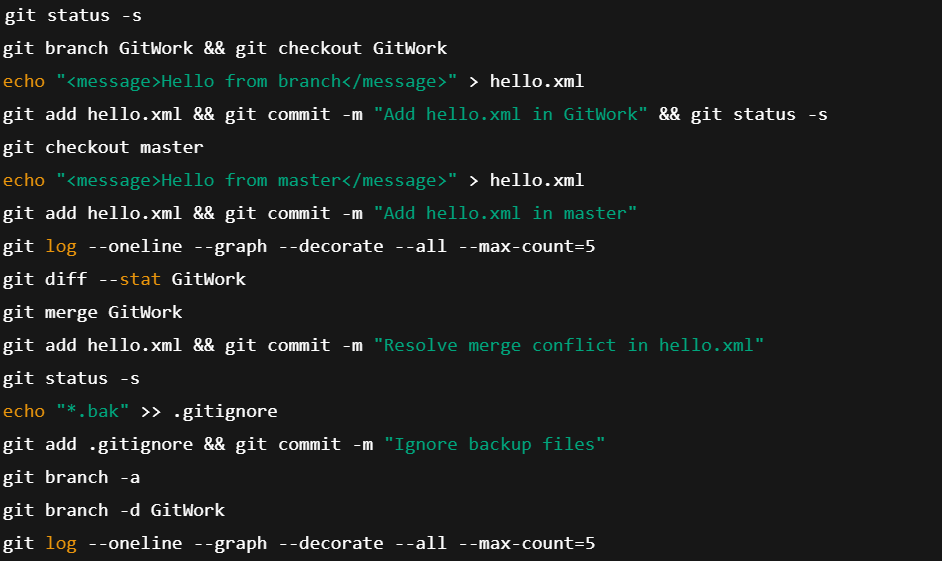 git status -s
git branch GitWork && git checkout GitWork
echo "<message>Hello from branch</message>" > hello.xml
git add hello.xml && git commit -m "Add hello.xml in GitWork" && git status -s
git checkout master
echo "<message>Hello from master</message>" > hello.xml
git add hello.xml && git commit -m "Add hello.xml in master"
git log --oneline --graph --decorate --all --max-count=5
git diff --stat GitWork
git merge GitWork
git add hello.xml && git commit -m "Resolve merge conflict in hello.xml"
git status -s
echo "*.bak" >> .gitignore
git add .gitignore && git commit -m "Ignore backup files"
git branch -a
git branch -d GitWork
git log --oneline --graph --decorate --all --max-count=5